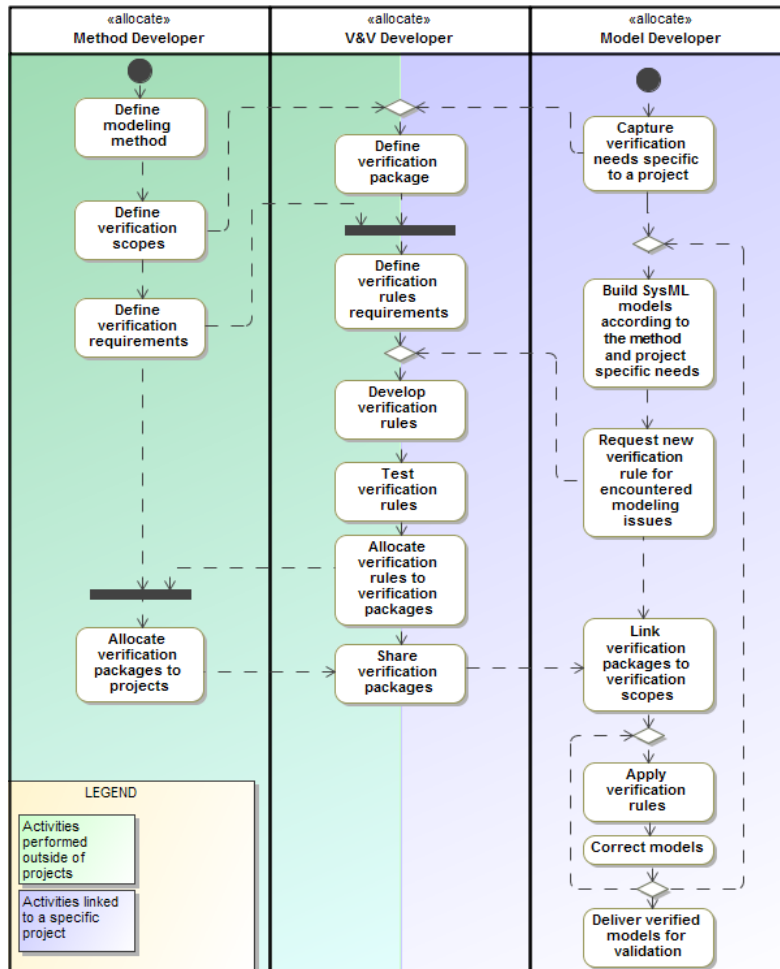 «allocate»
Method Developer
«allocate»
V&V Developer
«allocate»
Model Developer
Define
modeling
method
Define
verification
scopes
Define
verification
requirements
Allocate
verification
packages to
projects
Define
verification
package
Define
verification
rules
requirements
Develop
verification
rules
Test
verification
rules
Allocate
verification
rules to
verification
packages
Share
verification
packages
Capture
verification
needs specific
to a project
Build SysML
models
according to
the method
and project
specific needs
Request new
verification
rule for
encountered
modeling
issues
Link
verification
packages to
verification
scopes
Apply
verification
rules
Correct models
Deliver verified
models for
validation
LEGEND
Activities
performed
outside of
projects
Activities linked
to a specific
project